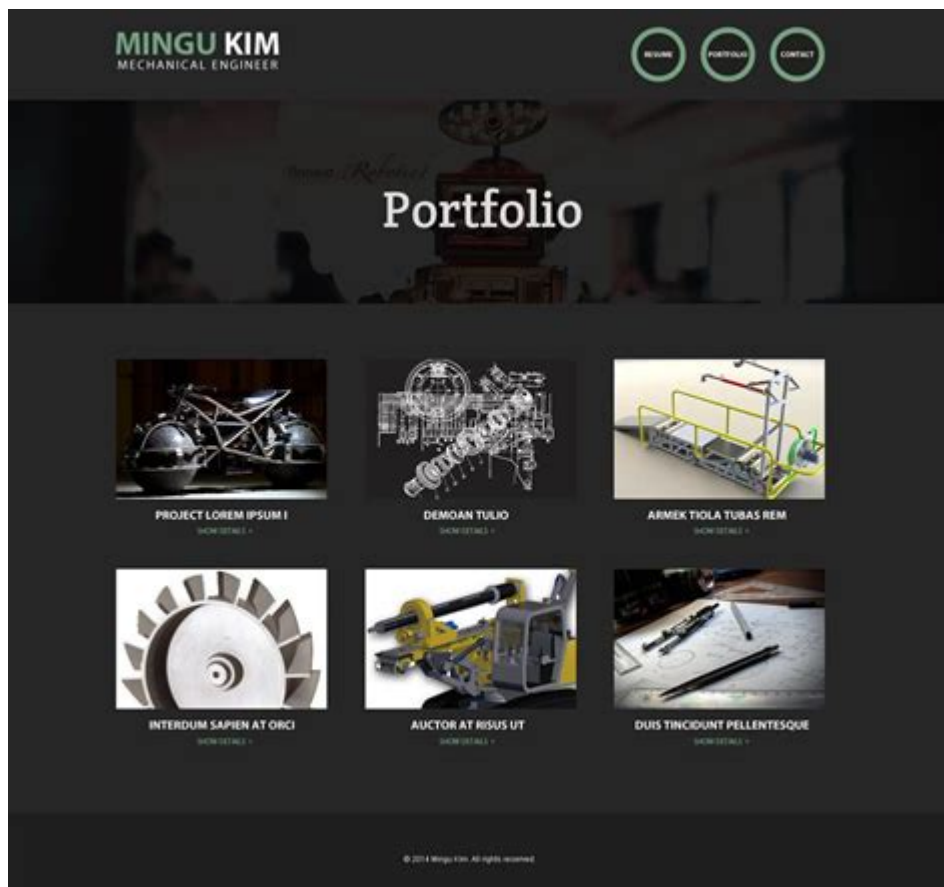 MINGU KIM
MECHANICAL ENGINEER
RESUME
PORTFOLIO
CONTACT
Robotics!
Portfolio
PROJECT LOREM IPSUM I
SHOW DETAILS >
DEMOAN TULIO
SHOW DETAILS >
ARMEK TIOLA TUBAS REM
SHOW DETAILS >
INTERDUM SAPIEN AT ORCI
SHOW DETAILS >
AUCTOR AT RISUS UT
SHOW DETAILS >
DUIS TINCIDUNT PELLENTESQUE
SHOW DETAILS >
© 2014 Mingu Kim. All rights reserved.